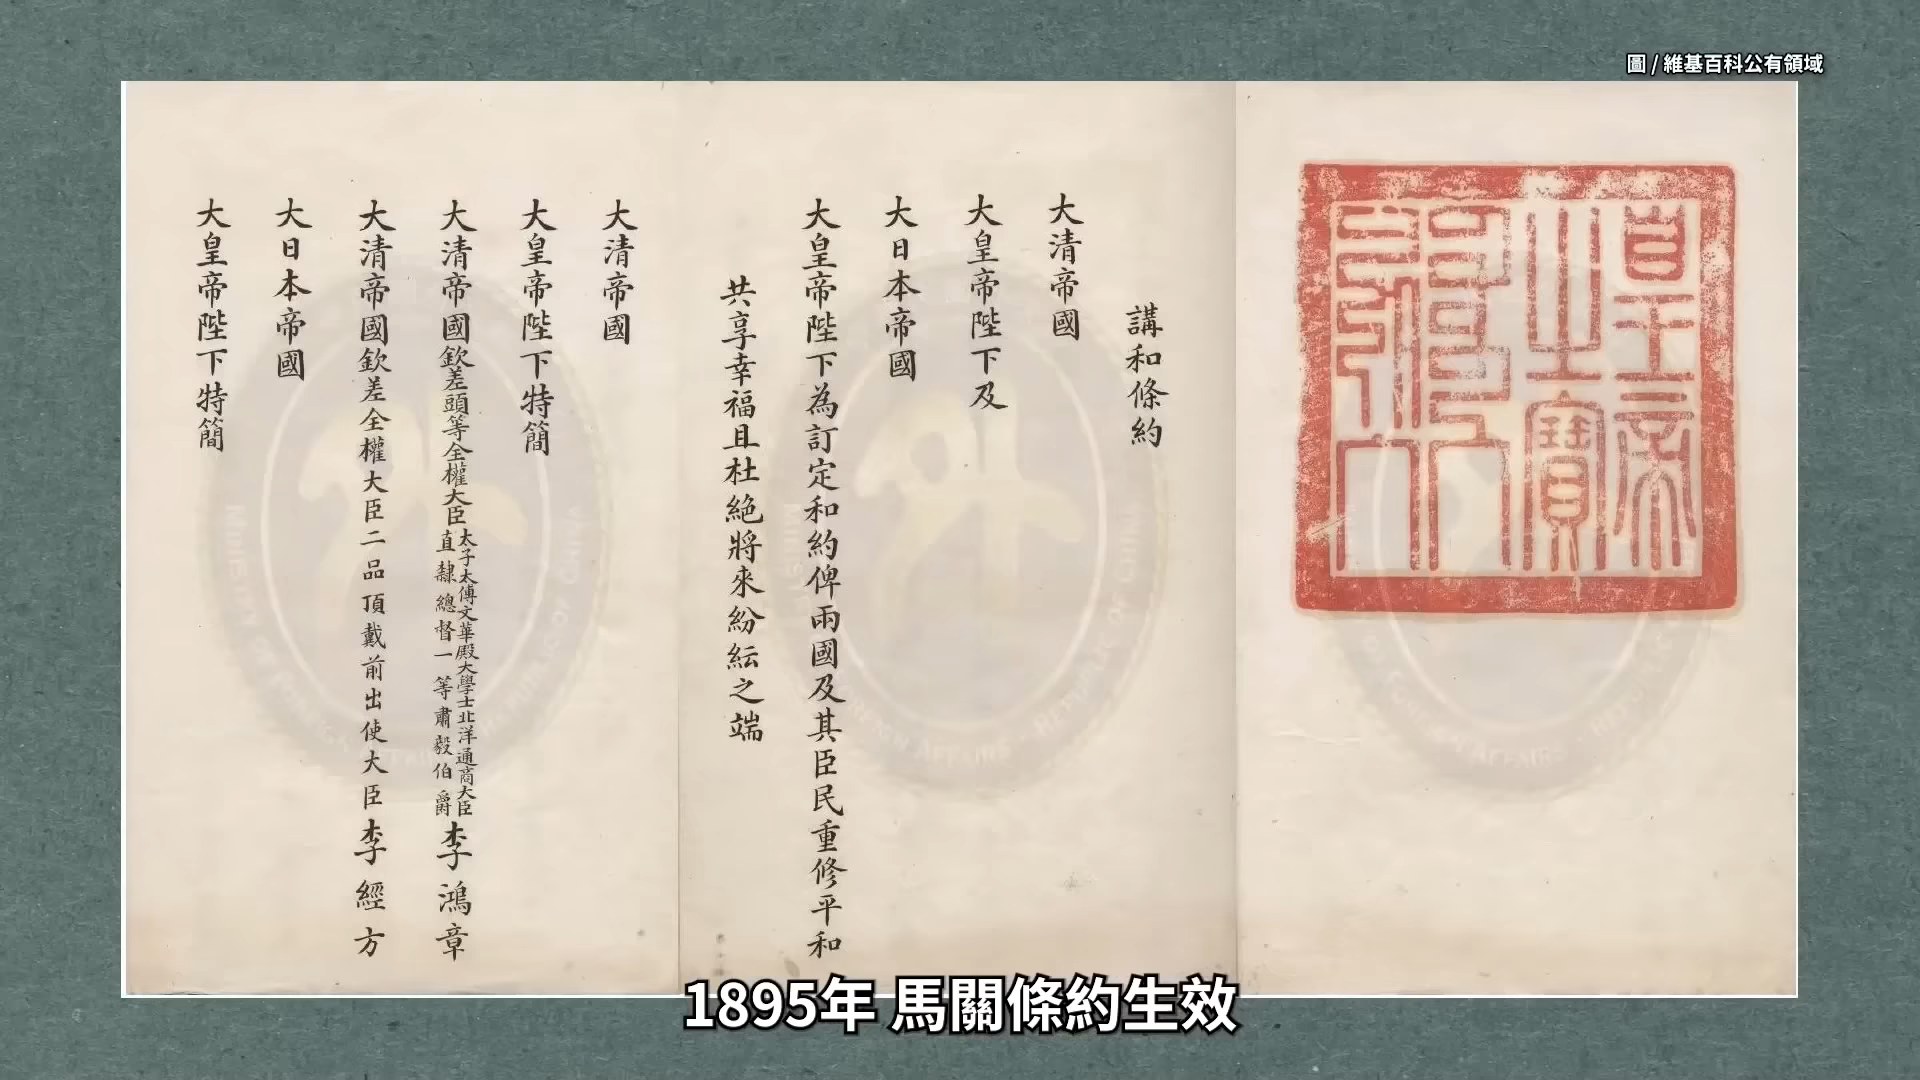 圖 / 維基百科公有領域
講和條約
大清帝國
大皇帝陛下及
大日本帝國
大皇帝陛下為訂定和約俾兩國及其臣民重修平和
共享幸福且杜絕將來紛紜之端
大清帝國
大皇帝陛下特簡
大清帝國欽差頭等全權大臣太子太傅文華殿大學士北洋通商大臣直隸總督一等肅毅伯爵李鴻章
大清帝國欽差全權大臣二品頂戴前出使大臣李經方
大日本帝國
大皇帝陛下特簡
1895年 馬關條約生效